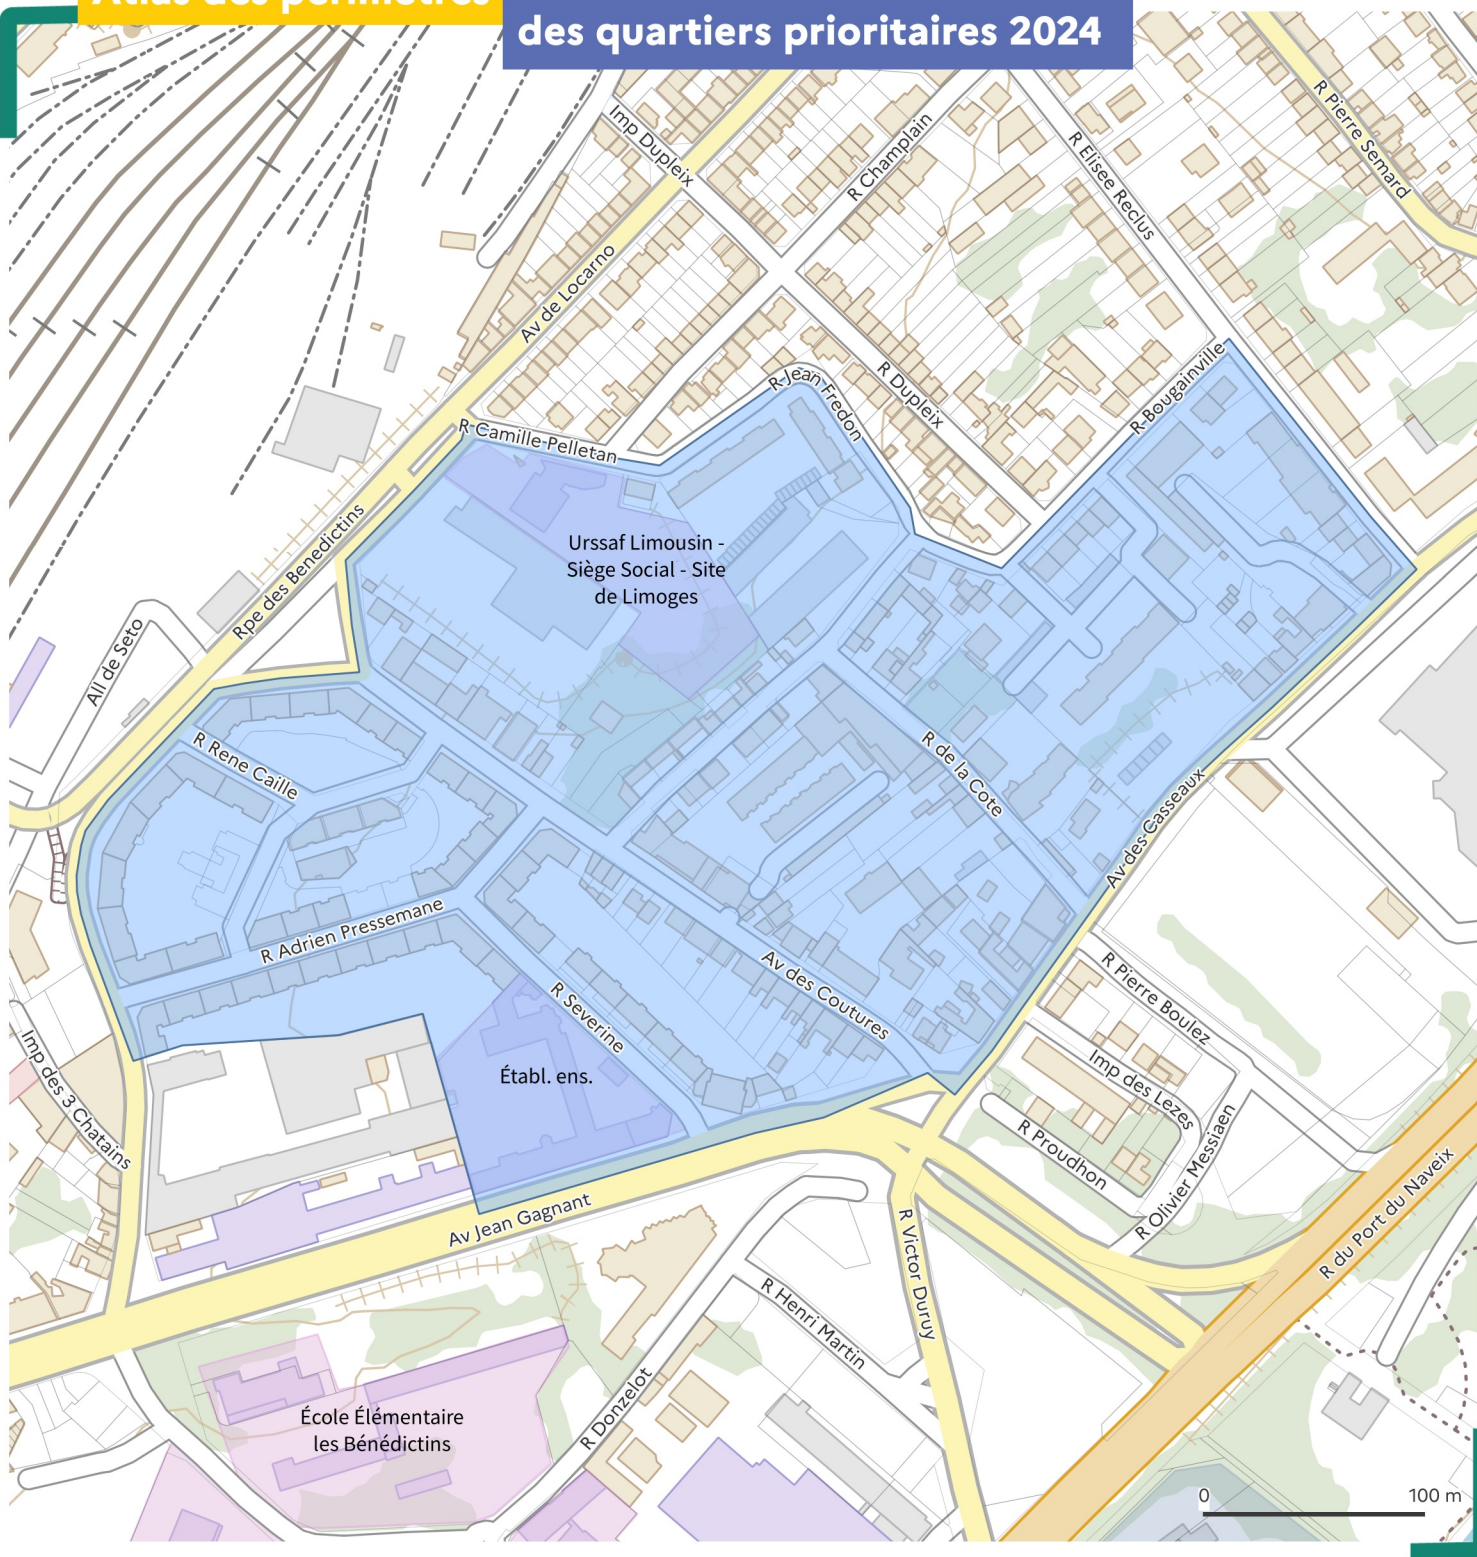 Atlas des périmètres
des quartiers prioritaires 2024
R Pierre Semard
Imp Dupleix
R Champlain
R Elisee Reclus
Av de Locarno
R Jean Fredon
R Dupleix
R Bougainville
R Camille Pelletan
Rpe des Benedictins
Urssaf Limousin -
Siège Social - Site
de Limoges
All de Seto
R Rene Caille
R de la Cote
Av des Casseaux
R Adrien Pressemane
R Severine
Av des Coutures
R Pierre Boulez
Imp des 3 Chatains
Établ. ens.
Imp des Lezes
R Proudhon
R Olivier Messiaen
Av Jean Gagnant
R Victor Duruy
R du Port du Naveix
R Henri Martin
R Donzelot
École Élémentaire
les Bénédictins
0 100 m